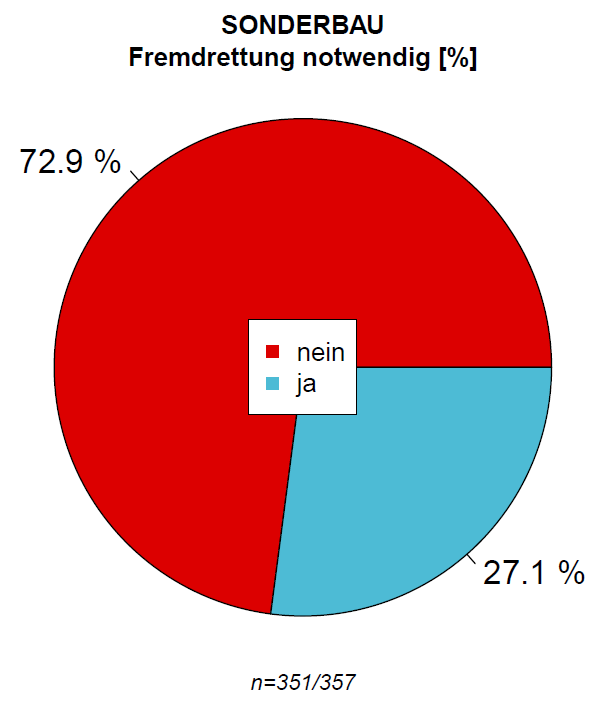 SONDERBAU
Fremdrettung notwendig [%]
72.9 %
nein
ja
27.1 %
n=351/357